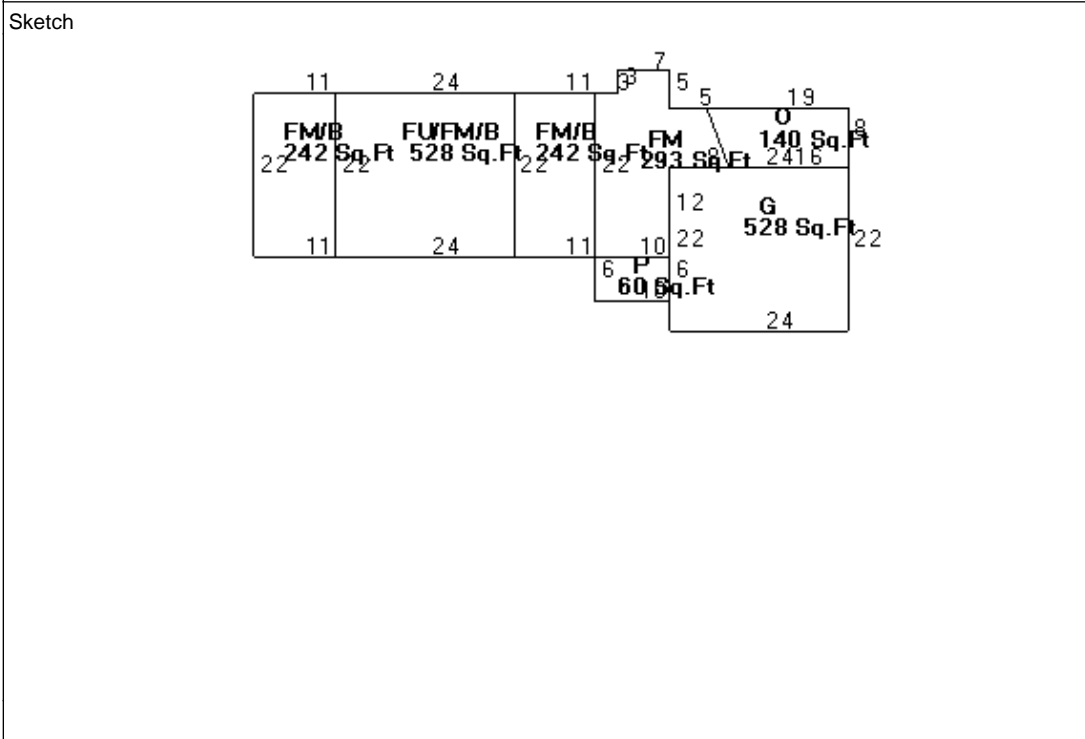 Sketch
7
11 24 11 3 3 5
5 19
FM/B FU/FM/B FM/B FM O
242 Sq.Ft 528 Sq.Ft 242 Sq.Ft 293 Sq.Ft 140 Sq.Ft
8
22 22 22 22 24 16
12 G
528 Sq.Ft
22 22
11 24 11 10
6 P 6
60 Sq.Ft
24